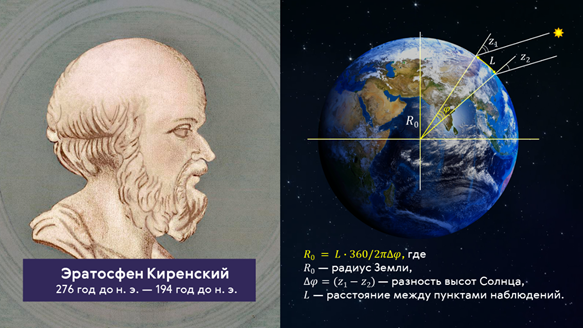 Эратосфен Киренский
276 год до н. э. — 194 год до н. э.
z₁
L
z₂
φ
R₀
R₀ = L · 360/2πΔφ, где
R₀ — радиус Земли,
Δφ = (z₁ − z₂) — разность высот Солнца,
L — расстояние между пунктами наблюдений.